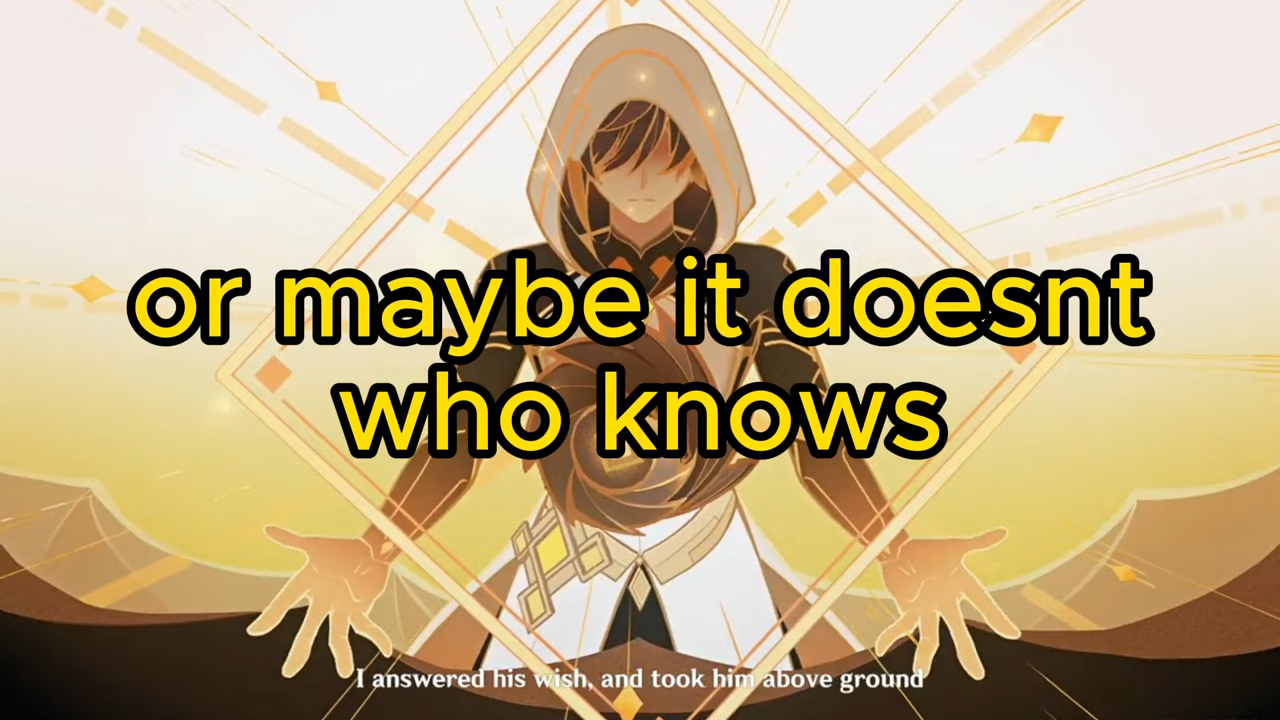 or maybe it doesnt
who knows
I answered his wish, and took him above ground